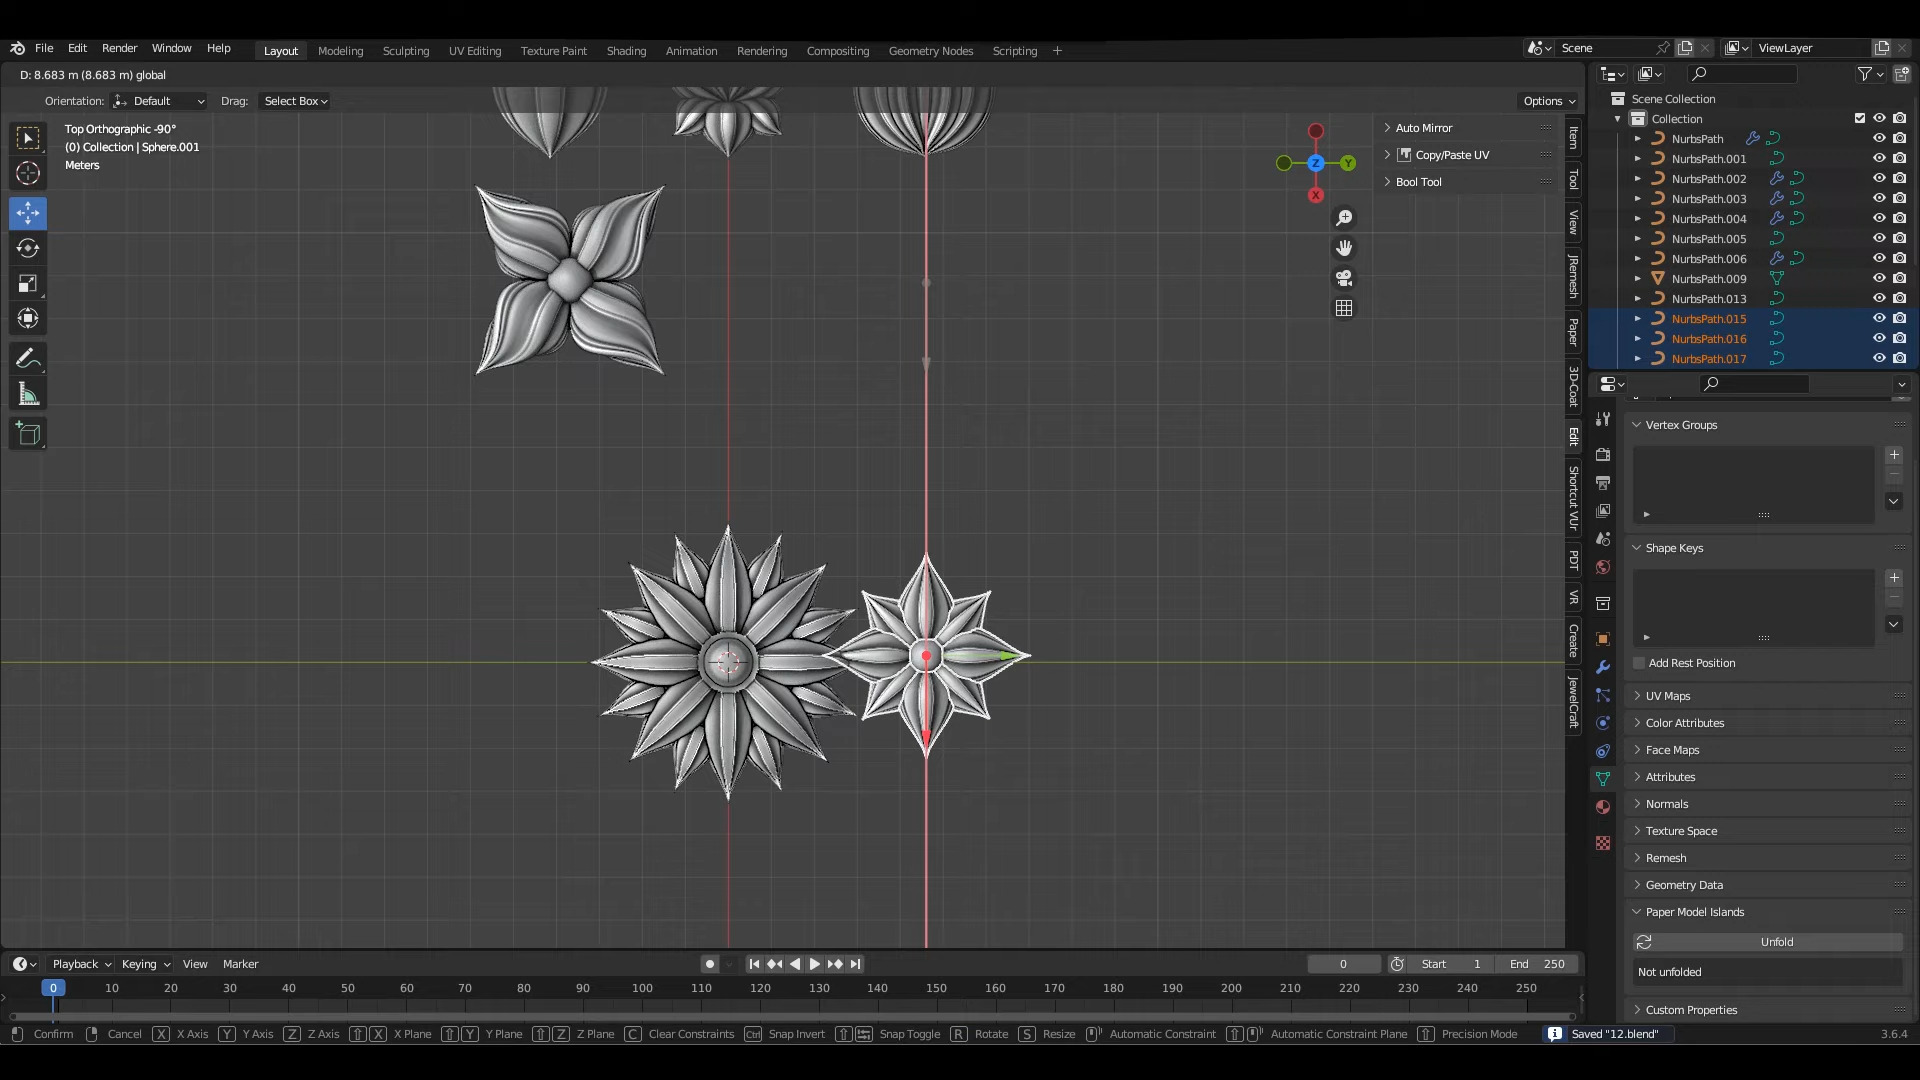 File Edit Render Window Help Layout Modeling Sculpting UV Editing Texture Paint Shading Animation Rendering Compositing Geometry Nodes Scripting + Scene ViewLayer
D: 8.683 m (8.683 m) global
Orientation: Default Drag: Select Box Options
Top Orthographic -90°
(0) Collection | Sphere.001
Meters
Z
Y
X
Auto Mirror
Copy/Paste UV
Bool Tool
Item
Tool
View
JRemesh
Paper
3D-Coat
Edit
Shortcut VUr
PDT
VR
Create
JewelCraft
Scene Collection
Collection
NurbsPath
NurbsPath.001
NurbsPath.002
NurbsPath.003
NurbsPath.004
NurbsPath.005
NurbsPath.006
NurbsPath.009
NurbsPath.013
NurbsPath.015
NurbsPath.016
NurbsPath.017
Vertex Groups
Shape Keys
Add Rest Position
UV Maps
Color Attributes
Face Maps
Attributes
Normals
Texture Space
Remesh
Geometry Data
Paper Model Islands
Unfold
Not unfolded
Custom Properties
Playback Keying View Marker 0 Start 1 End 250
0 10 20 30 40 50 60 70 80 90 100 110 120 130 140 150 160 170 180 190 200 210 220 230 240 250
Confirm Cancel X X Axis Y Y Axis Z Z Axis X X Plane Y Y Plane Z Z Plane C Clear Constraints Ctrl Snap Invert Snap Toggle R Rotate S Resize Automatic Constraint Automatic Constraint Plane Precision Mode Saved "12.blend" 3.6.4